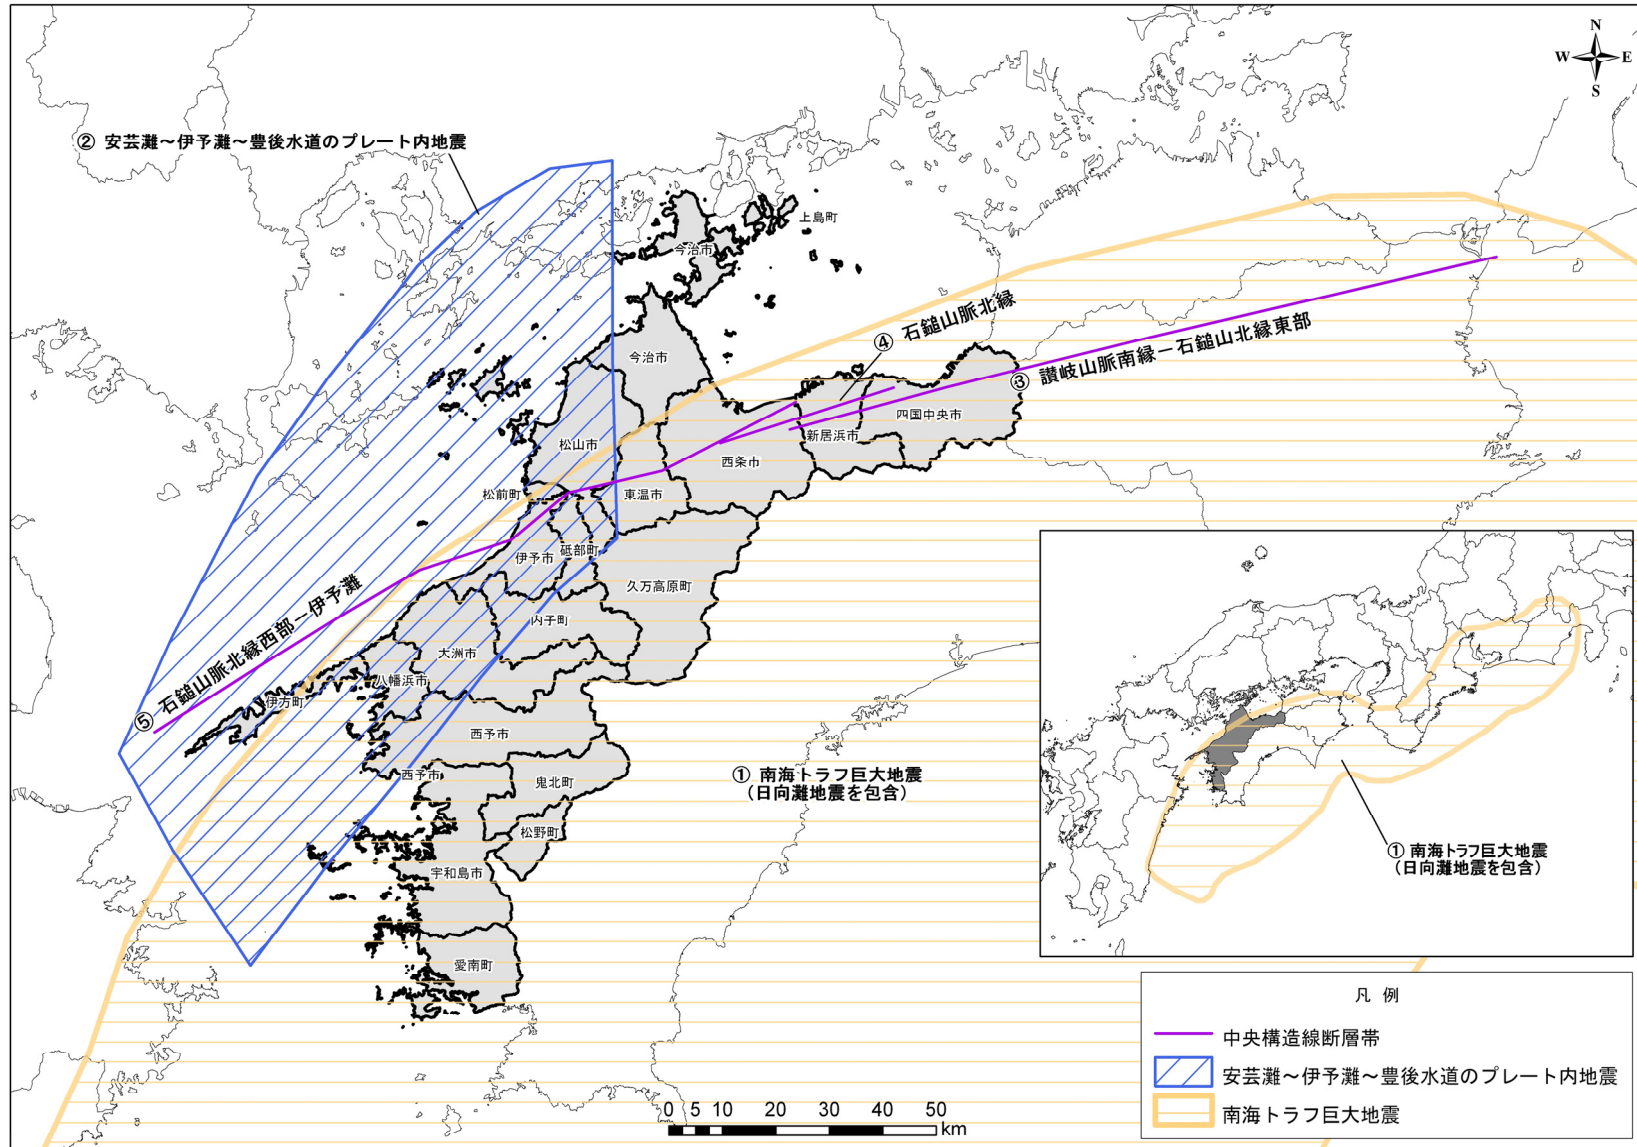 N
W
E
S
② 安芸灘～伊予灘～豊後水道のプレート内地震
上島町
今治市
④ 石鎚山脈北縁
今治市
③ 讃岐山脈南縁－石鎚山北縁東部
四国中央市
新居浜市
松山市
西条市
松前町
東温市
伊予市
砥部町
久万高原町
内子町
⑤ 石鎚山脈北縁西部－伊予灘
大洲市
八幡浜市
伊方町
西予市
西予市
鬼北町
① 南海トラフ巨大地震
（日向灘地震を包含）
松野町
宇和島市
愛南町
① 南海トラフ巨大地震
（日向灘地震を包含）
凡 例
中央構造線断層帯
安芸灘～伊予灘～豊後水道のプレート内地震
南海トラフ巨大地震
0 5 10 20 30 40 50
km